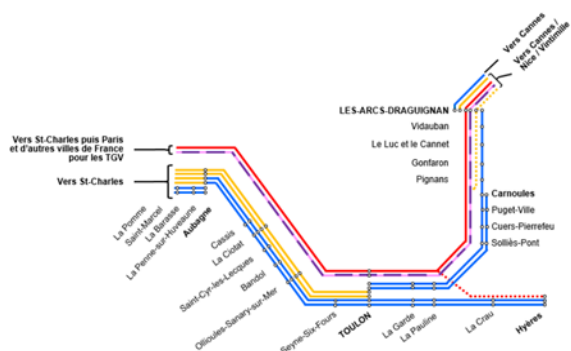 Vers Cannes
Vers Cannes /
Nice / Vintimille
LES-ARCS-DRAGUIGNAN
Vidauban
Le Luc et le Cannet
Gonfaron
Pignans
Carnoules
Puget-Ville
Cuers-Pierrefeu
Solliès-Pont
Vers St-Charles puis Paris
et d'autres villes de France
pour les TGV
Vers St-Charles
La Pomme
Saint-Marcel
La Barasse
La Penne-sur-Huveaune
Aubagne
Cassis
La Ciotat
Saint-Cyr-les-Lecques
Bandol
Ollioules-Sanary-sur-Mer
Seyne-Six-Fours
TOULON
La Garde
La Pauline
La Crau
Hyères